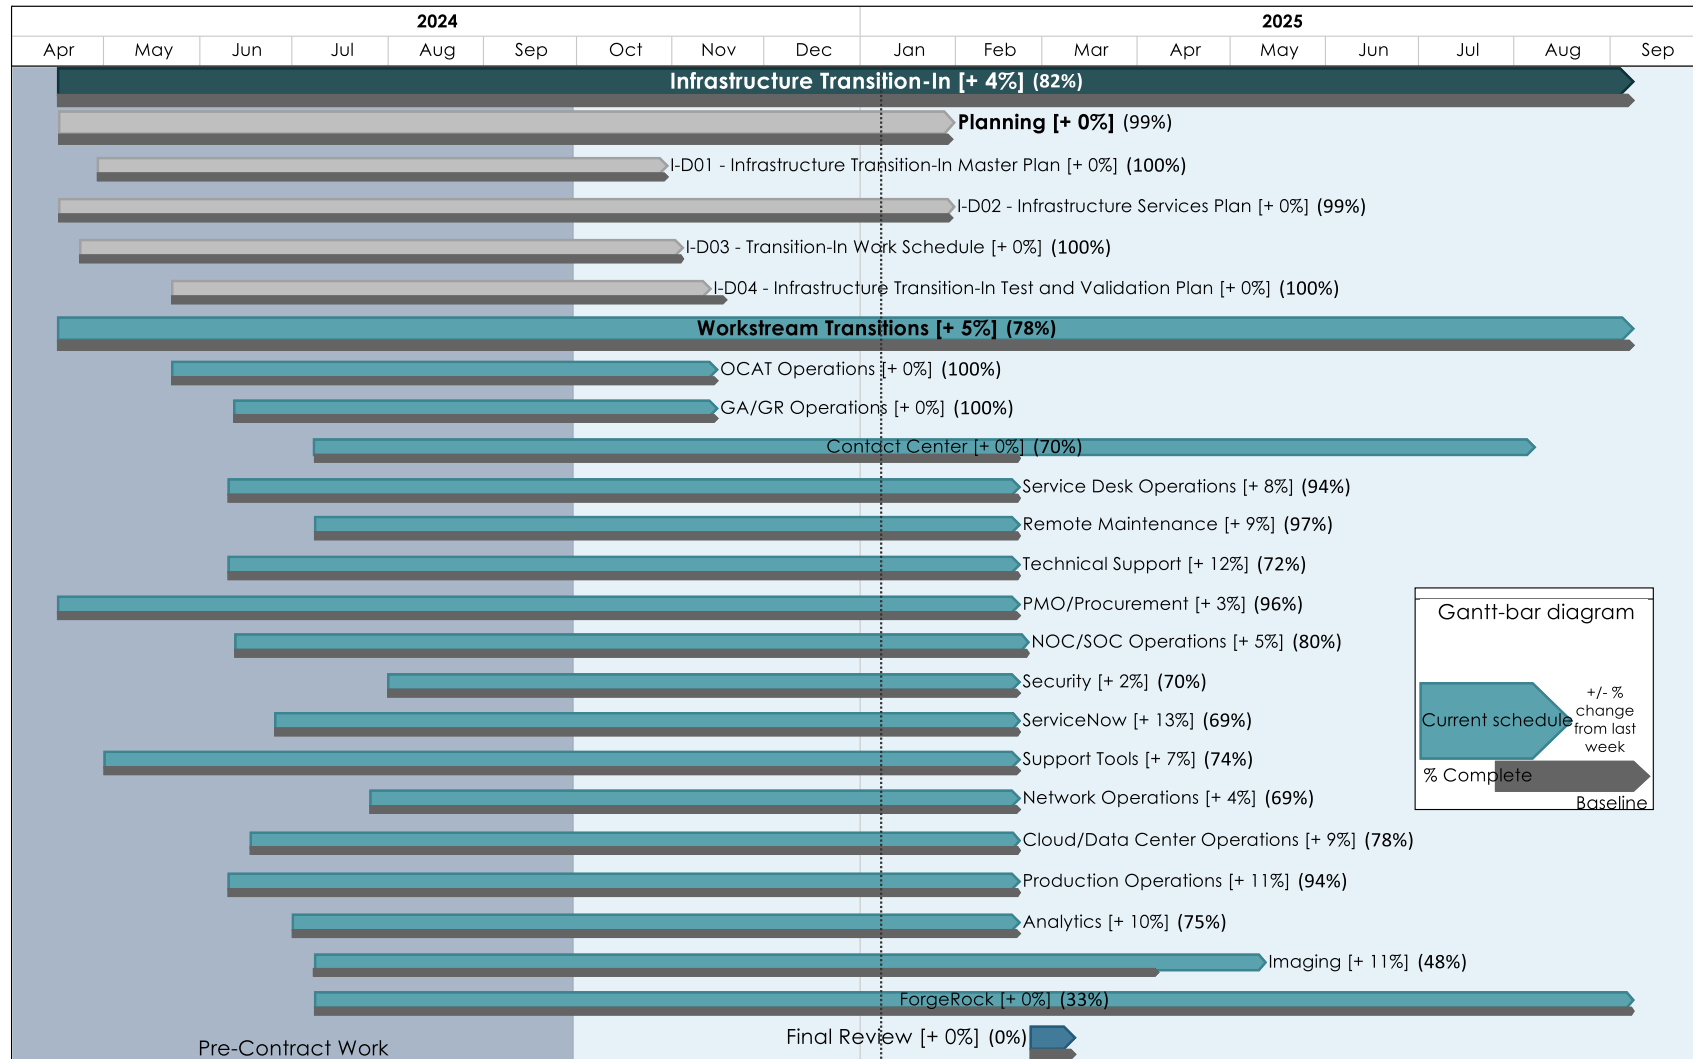 2024 2025
Apr May Jun Jul Aug Sep Oct Nov Dec Jan Feb Mar Apr May Jun Jul Aug Sep
Infrastructure Transition-In [+ 4%] (82%)
Planning [+ 0%] (99%)
I-D01 - Infrastructure Transition-In Master Plan [+ 0%] (100%)
I-D02 - Infrastructure Services Plan [+ 0%] (99%)
I-D03 - Transition-In Work Schedule [+ 0%] (100%)
I-D04 - Infrastructure Transition-In Test and Validation Plan [+ 0%] (100%)
Workstream Transitions [+ 5%] (78%)
OCAT Operations [+ 0%] (100%)
GA/GR Operations [+ 0%] (100%)
Contact Center [+ 0%] (70%)
Service Desk Operations [+ 8%] (94%)
Remote Maintenance [+ 9%] (97%)
Technical Support [+ 12%] (72%)
PMO/Procurement [+ 3%] (96%)
NOC/SOC Operations [+ 5%] (80%)
Security [+ 2%] (70%)
ServiceNow [+ 13%] (69%)
Support Tools [+ 7%] (74%)
Network Operations [+ 4%] (69%)
Cloud/Data Center Operations [+ 9%] (78%)
Production Operations [+ 11%] (94%)
Analytics [+ 10%] (75%)
Imaging [+ 11%] (48%)
ForgeRock [+ 0%] (33%)
Final Review [+ 0%] (0%)
Pre-Contract Work
Gantt-bar diagram
Current schedule
+/- %
change
from last
week
% Complete
Baseline